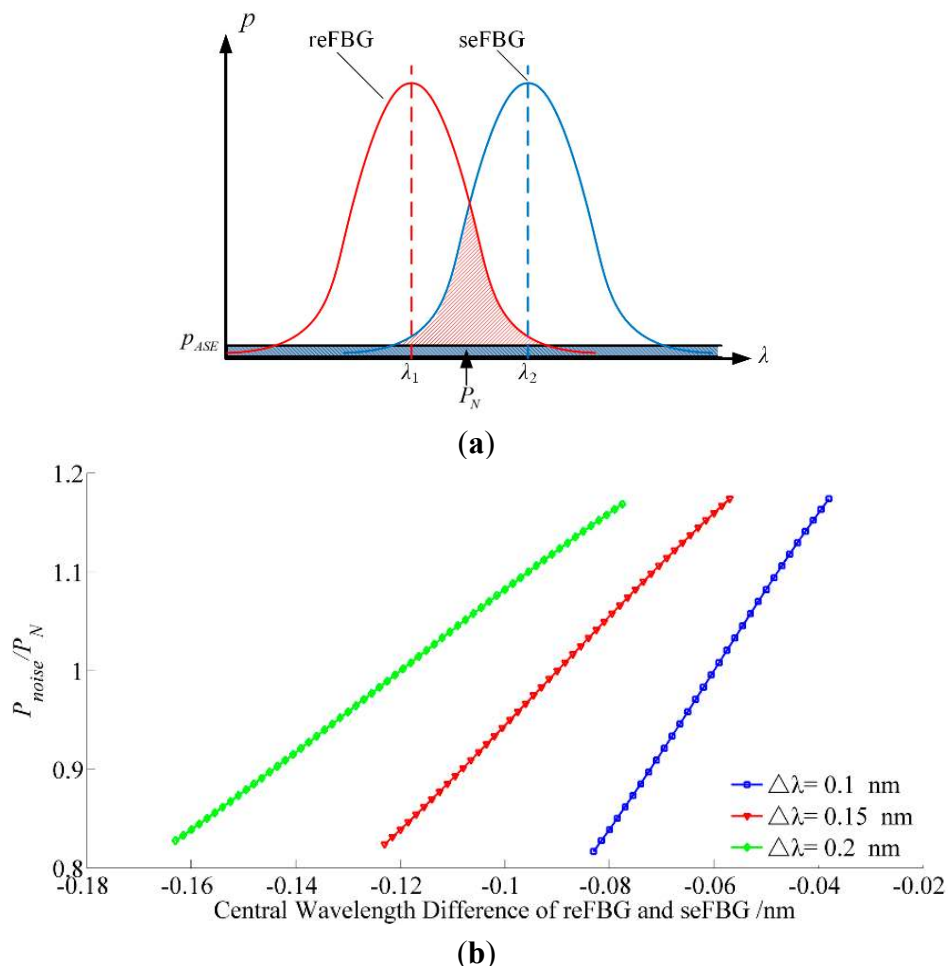 p
reFBG
seFBG
p_ASE
λ₁
λ₂
λ
P_N
(a)
P_noise/P_N
1.2
1.1
1
0.9
0.8
△λ= 0.1 nm
△λ= 0.15 nm
△λ= 0.2 nm
-0.18 -0.16 -0.14 -0.12 -0.1 -0.08 -0.06 -0.04 -0.02
Central Wavelength Difference of reFBG and seFBG /nm
(b)